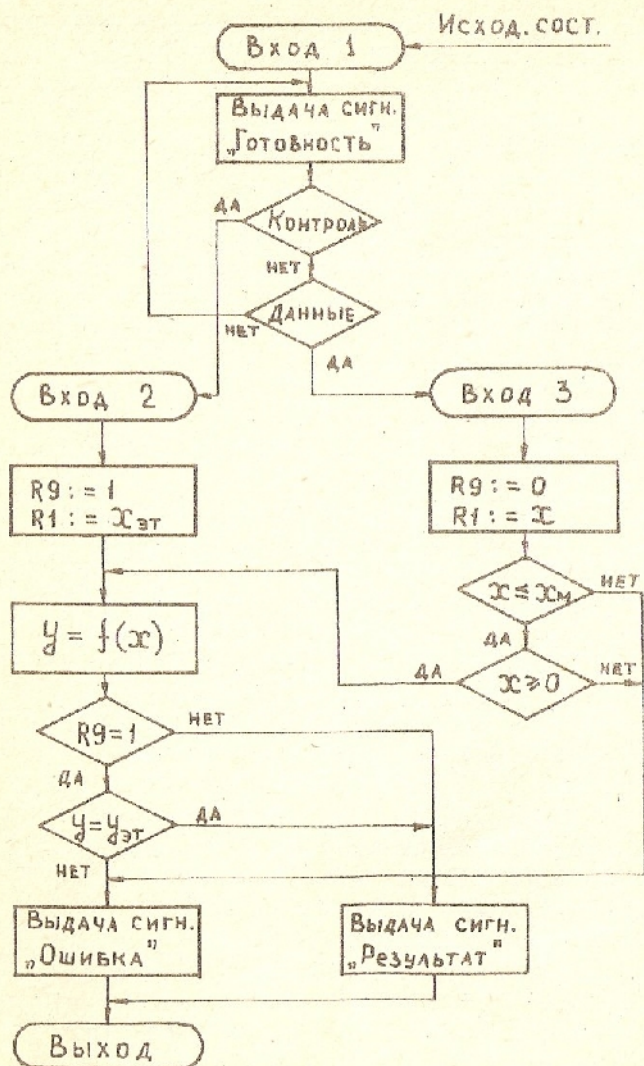 Исход. сост.
Вход 1
Выдача сигн.
„Готовность"
ДА
Контроль
НЕТ
НЕТ
Данные
ДА
Вход 2
Вход 3
R9:=1
R1:=xэт
R9:=0
R1:=x
x≤xм
НЕТ
ДА
y=f(x)
ДА
x≥0
НЕТ
R9=1
НЕТ
ДА
y=yэт
ДА
НЕТ
Выдача сигн.
„Ошибка"
Выдача сигн.
„Результат"
Выход